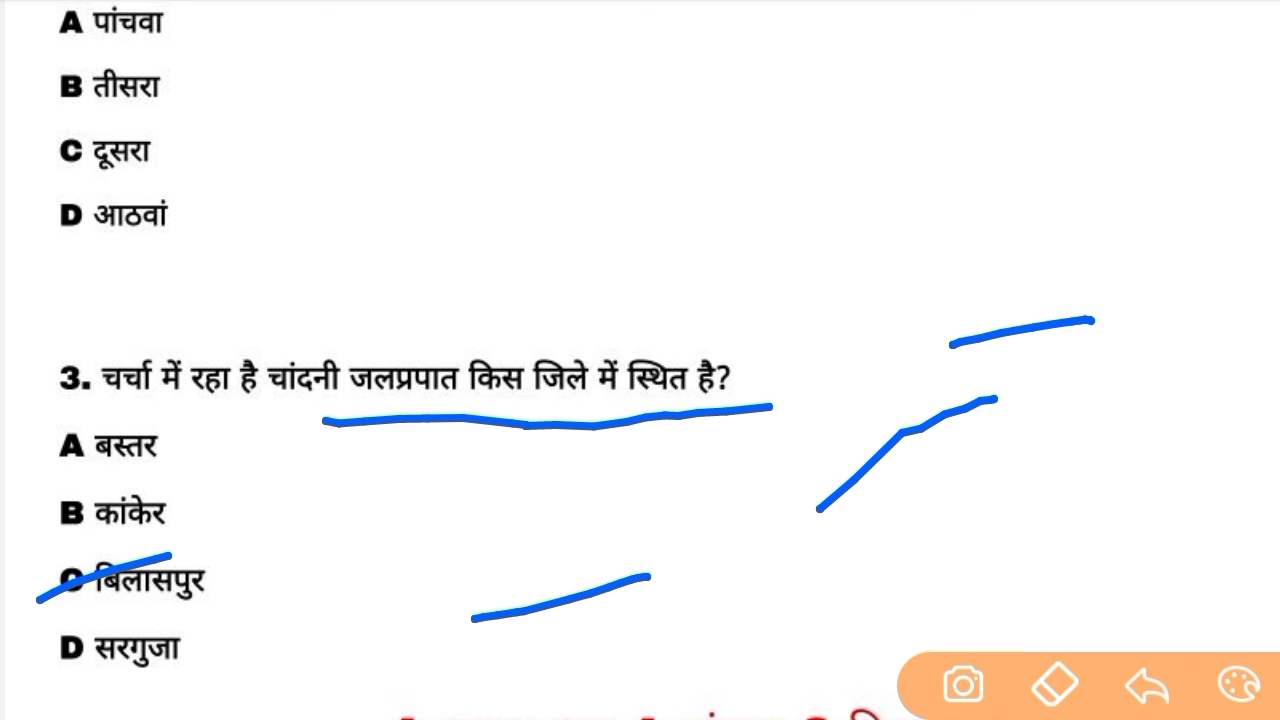 A पांचवा
B तीसरा
C दूसरा
D आठवां
3. चर्चा में रहा है चांदनी जलप्रपात किस जिले में स्थित है?
A बस्तर
B कांकेर
C बिलासपुर
D सरगुजा